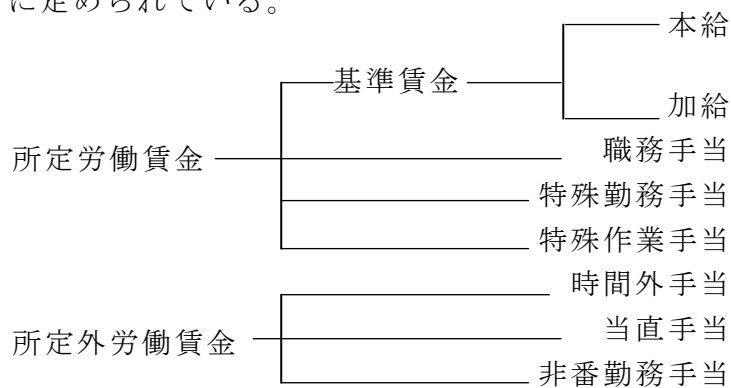 に定められている。
本給
基準賃金
加給
所定労働賃金
職務手当
特殊勤務手当
特殊作業手当
時間外手当
所定外労働賃金
当直手当
非番勤務手当